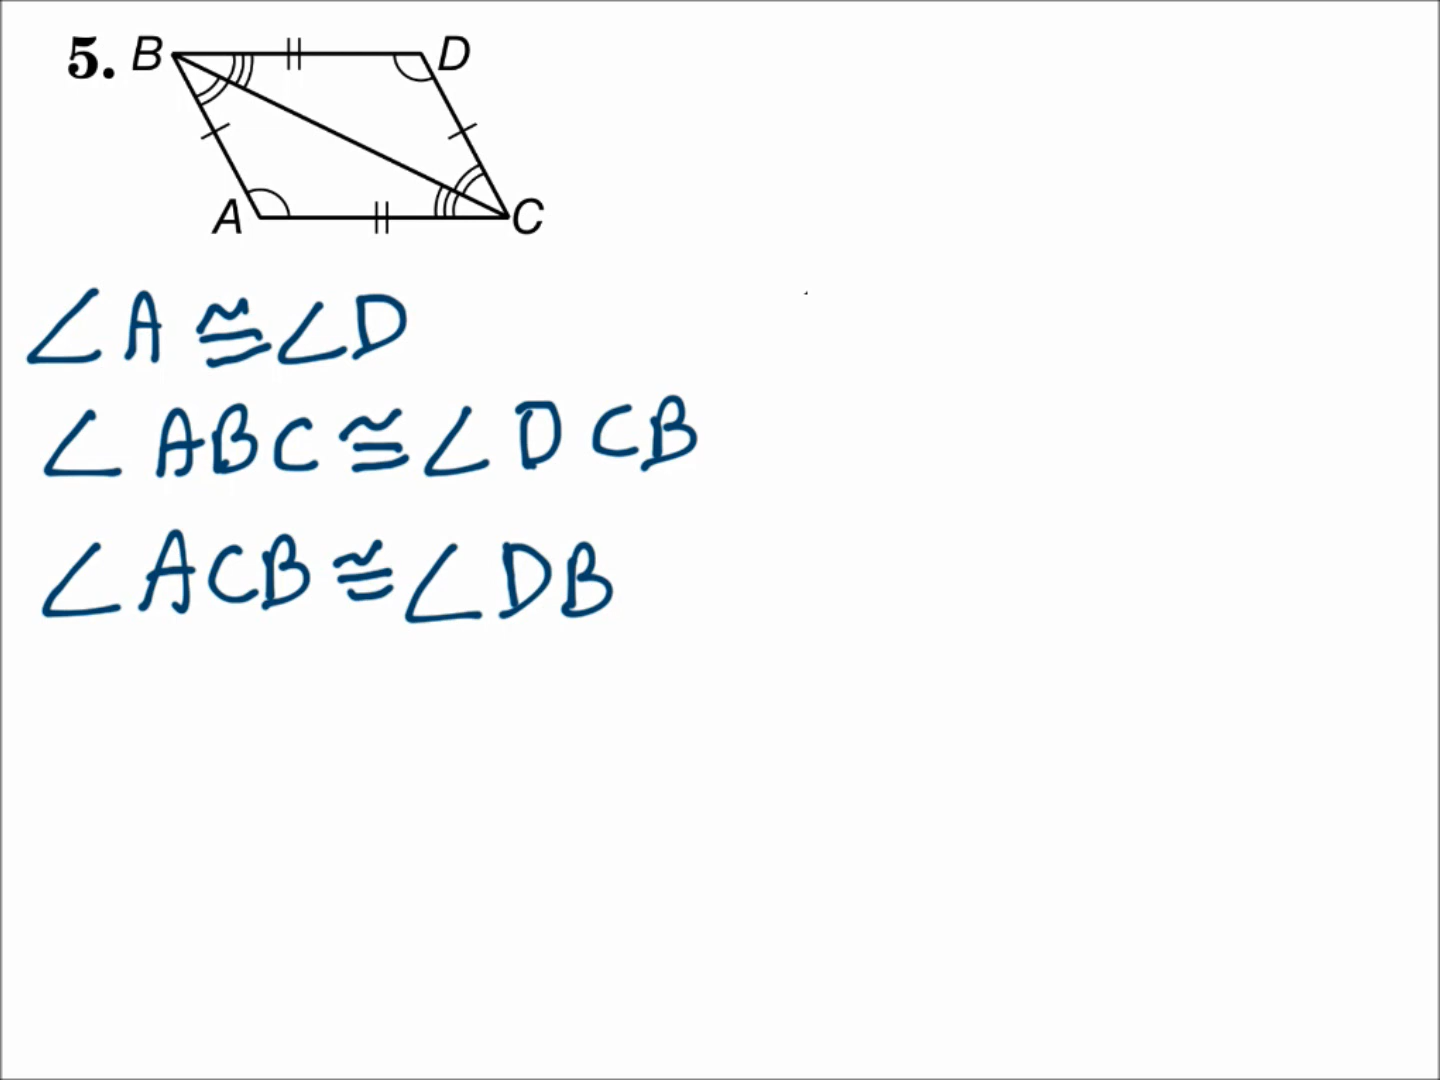 5. B D
A C
∠A ≅ ∠D
∠ABC ≅ ∠DCB
∠ACB ≅ ∠DB